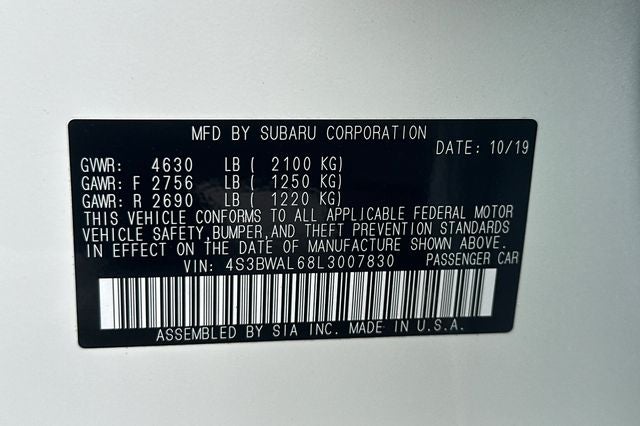 MFD BY SUBARU CORPORATION
DATE: 10/19
GVWR: 4630 LB ( 2100 KG)
GAWR: F 2756 LB ( 1250 KG)
GAWR: R 2690 LB ( 1220 KG)
THIS VEHICLE CONFORMS TO ALL APPLICABLE FEDERAL MOTOR
VEHICLE SAFETY,BUMPER,AND THEFT PREVENTION STANDARDS
IN EFFECT ON THE DATE OF MANUFACTURE SHOWN ABOVE.
VIN: 4S3BWAL68L3007830 PASSENGER CAR
ASSEMBLED BY SIA INC. MADE IN U.S.A.